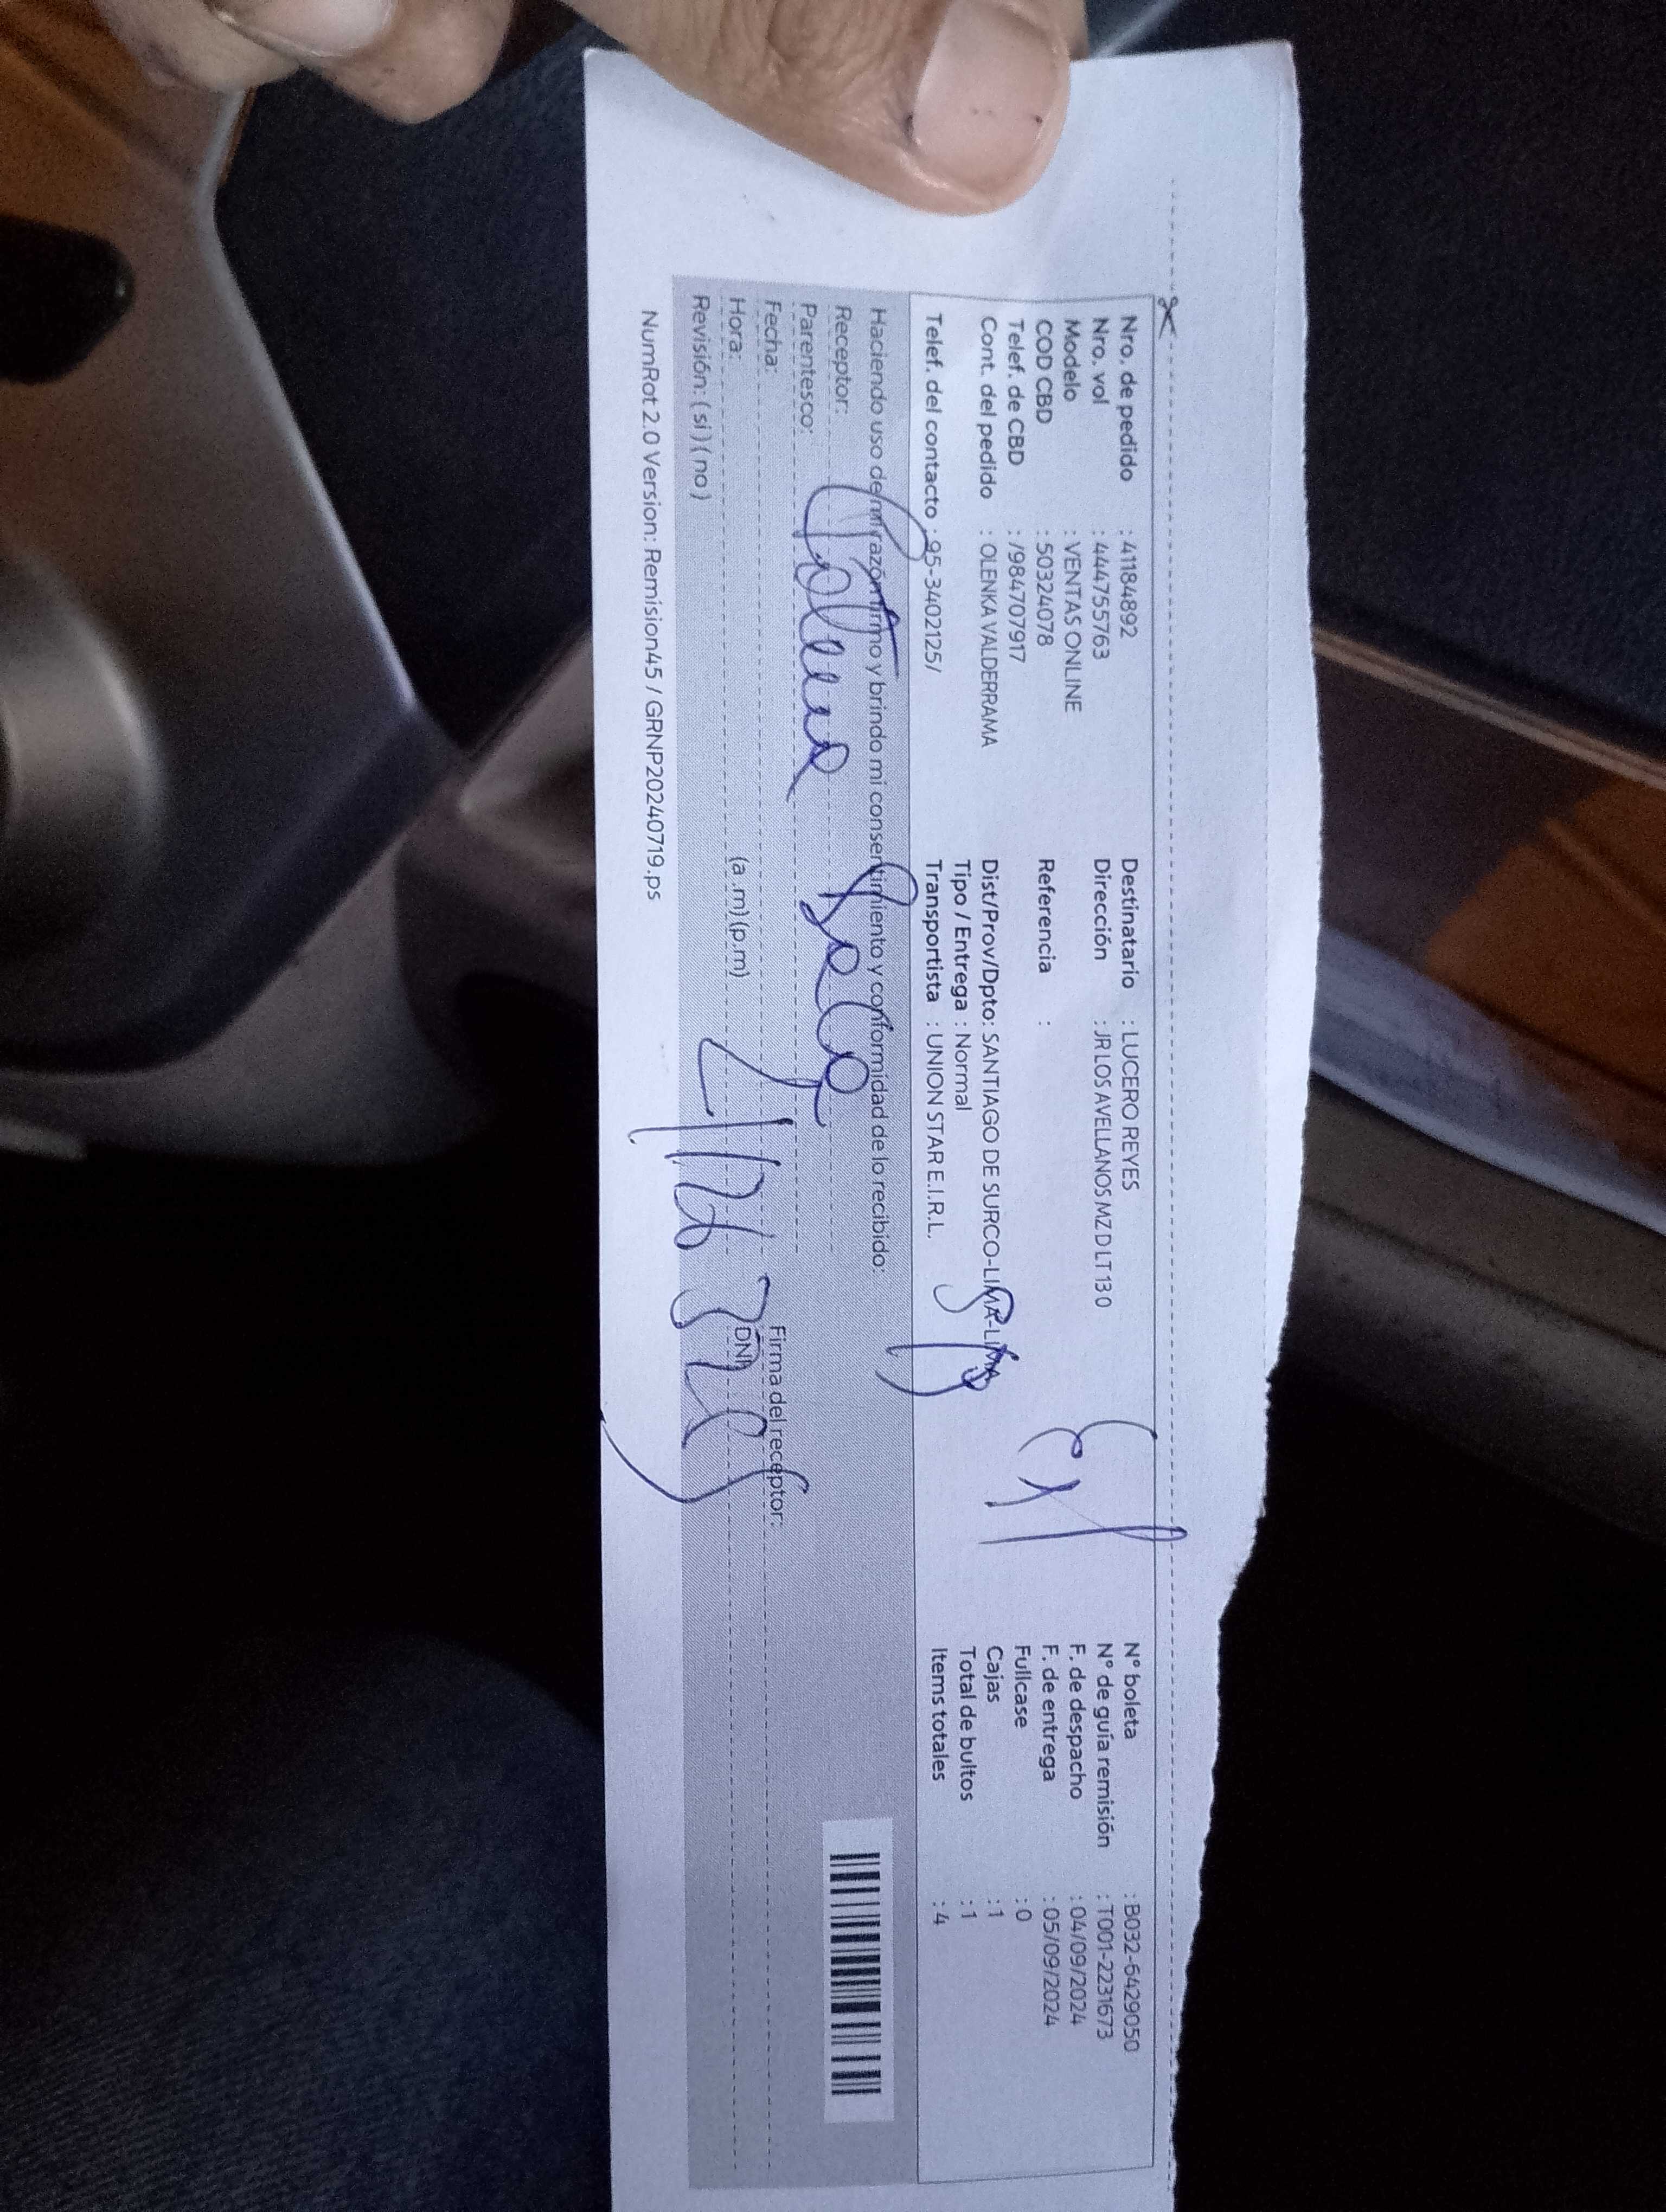 Nro. de pedido : 41184892
Nro. vol : 444755763
Modelo : VENTAS ONLINE
COD CBD : 50324078
Telef. de CBD : /984707917
Cont. del pedido : OLENKA VALDERRAMA
Telef. del contacto : 95-3402125/
Destinatario : LUCERO REYES
Dirección : JR LOS AVELLANOS MZ D LT 130
Referencia :
Dist/Prov/Dpto: SANTIAGO DE SURCO-LIMA-LIMA
Tipo / Entrega : Normal
Transportista : UNION STAR E.I.R.L.
N° boleta : B032-6429050
N° de guía remisión : T001-2231673
F. de despacho : 04/09/2024
F. de entrega : 05/09/2024
Fullcase : 0
Cajas : 1
Total de bultos : 1
Items totales : 4
Haciendo uso de mi razón firmo y brindo mi consentimiento y conformidad de lo recibido:
Receptor:
Parentesco:
Fecha:
Hora: (a .m) (p.m)
Revisión: ( si ) ( no )
Firma del receptor:
DNI
NumRot 2.0 Version: Remision45 / GRNP20240719.ps